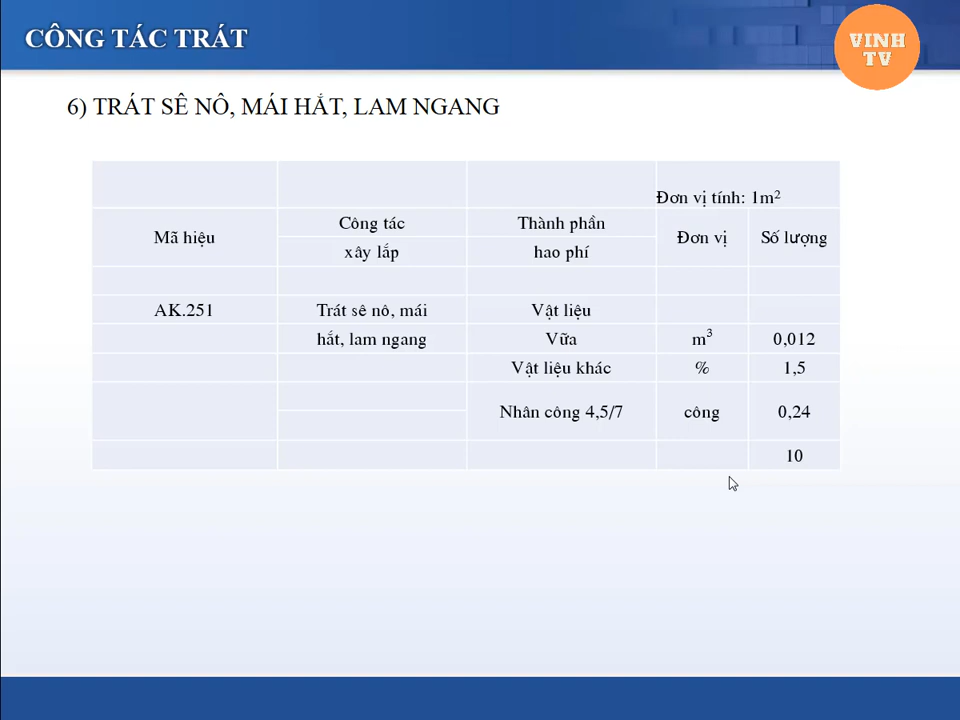 CÔNG TÁC TRÁT
VINH
TV
6) TRÁT SÊ NÔ, MÁI HẮT, LAM NGANG
Đơn vị tính: 1m²
Mã hiệu Công tác xây lắp Thành phần hao phí Đơn vị Số lượng
AK.251 Trát sê nô, mái Vật liệu
hắt, lam ngang Vữa m³ 0,012
Vật liệu khác % 1,5
Nhân công 4,5/7 công 0,24
10